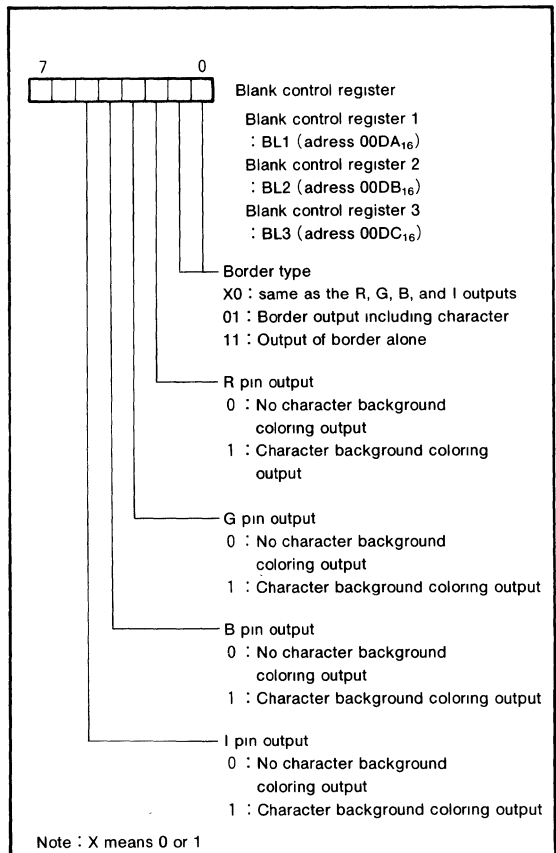 7 0
Blank control register
Blank control register 1
: BL1 (adress 00DA₁₆)
Blank control register 2
: BL2 (adress 00DB₁₆)
Blank control register 3
: BL3 (adress 00DC₁₆)
Border type
X0 : same as the R, G, B, and I outputs
01 : Border output including character
11 : Output of border alone
R pin output
0 : No character background
coloring output
1 : Character background coloring
output
G pin output
0 : No character background
coloring output
1 : Character background coloring output
B pin output
0 : No character background
coloring output
1 : Character background coloring output
I pin output
0 : No character background
coloring output
1 : Character background coloring output
Note : X means 0 or 1